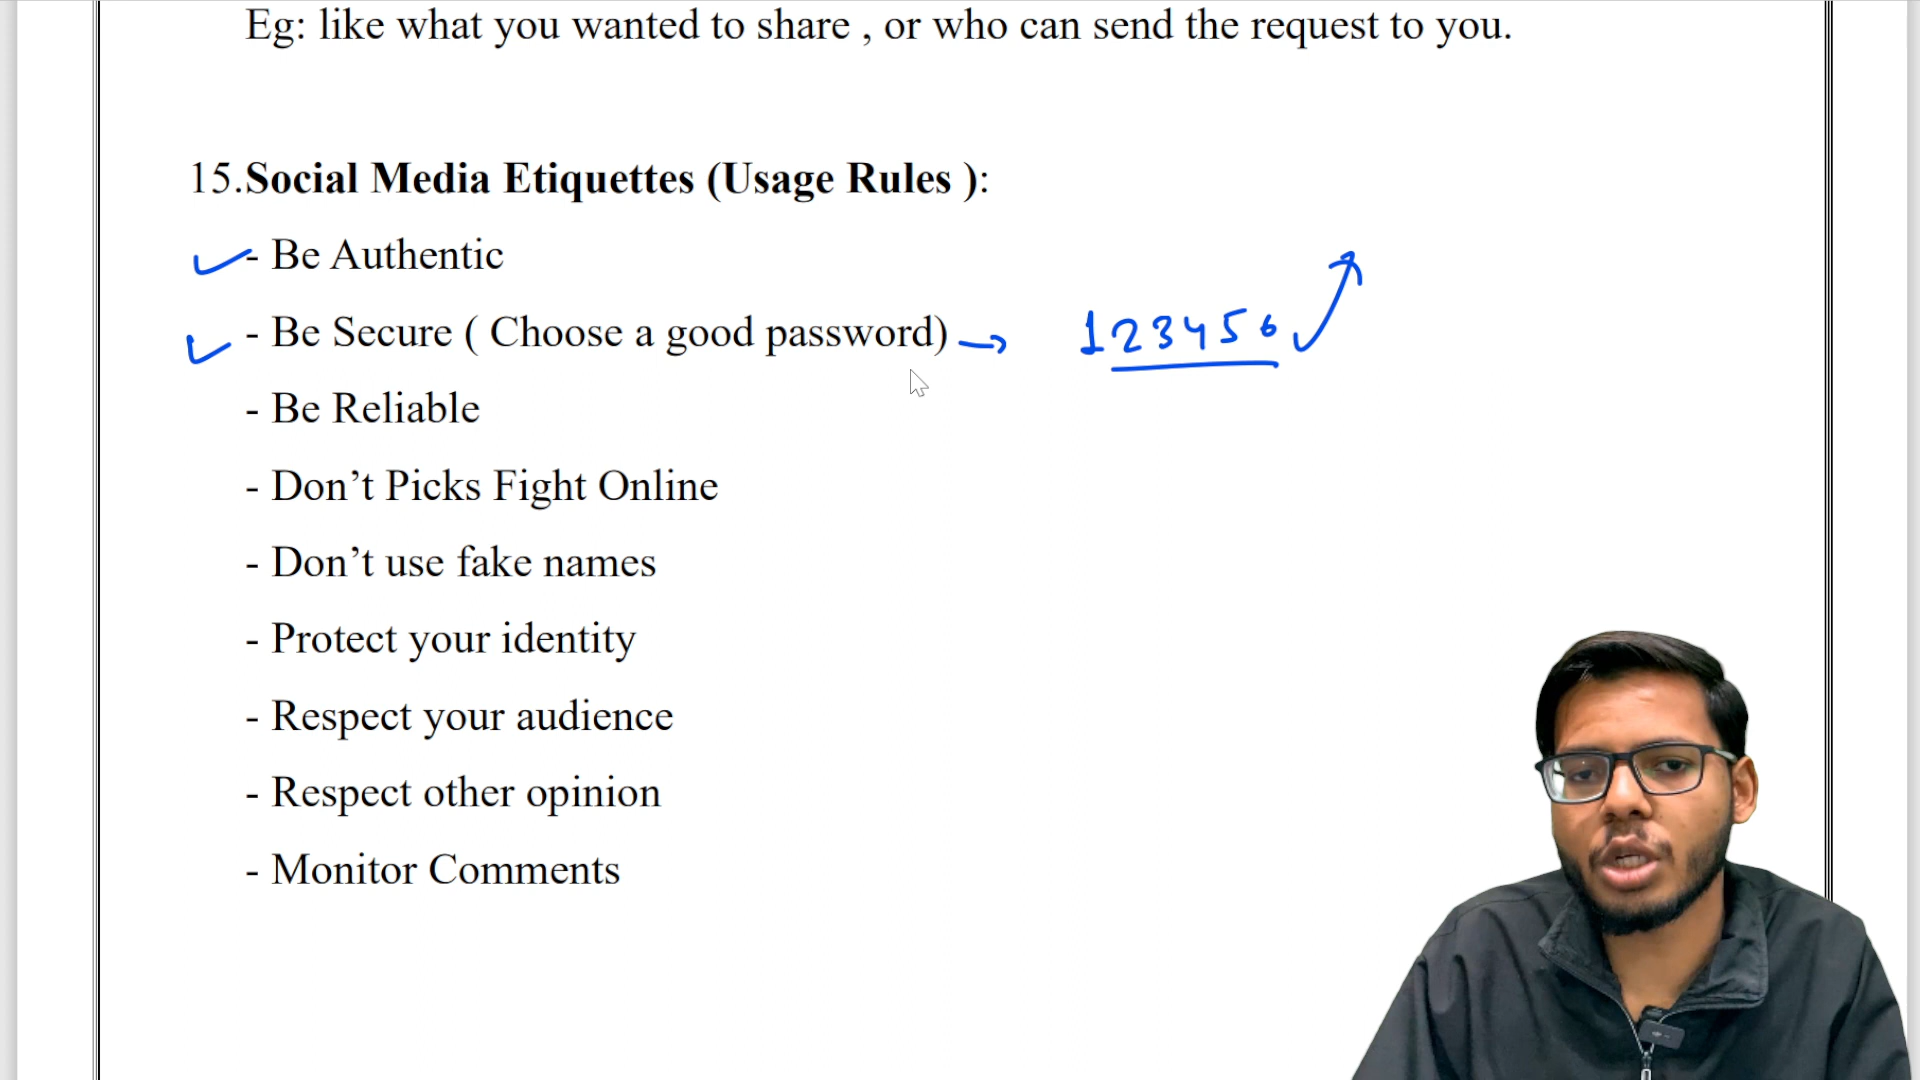 Eg: like what you wanted to share , or who can send the request to you.
15.Social Media Etiquettes (Usage Rules ):
- Be Authentic
- Be Secure ( Choose a good password) → 123456
- Be Reliable
- Don’t Picks Fight Online
- Don’t use fake names
- Protect your identity
- Respect your audience
- Respect other opinion
- Monitor Comments